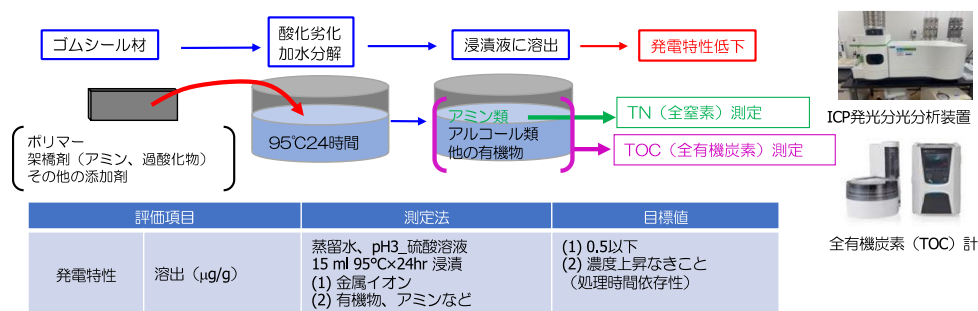 ゴムシール材
酸化劣化
加水分解
浸漬液に溶出
発電特性低下
ポリマー
架橋剤（アミン、過酸化物）
その他の添加剤
95℃24時間
アミン類
アルコール類
他の有機物
TN（全窒素）測定
TOC（全有機炭素）測定
ICP発光分光分析装置
全有機炭素（TOC）計
評価項目
測定法
目標値
発電特性
溶出（μg/g）
蒸留水、pH3_硫酸溶液
15 ml 95°C×24hr 浸漬
(1) 金属イオン
(2) 有機物、アミンなど
(1) 0.5以下
(2) 濃度上昇なきこと
（処理時間依存性）